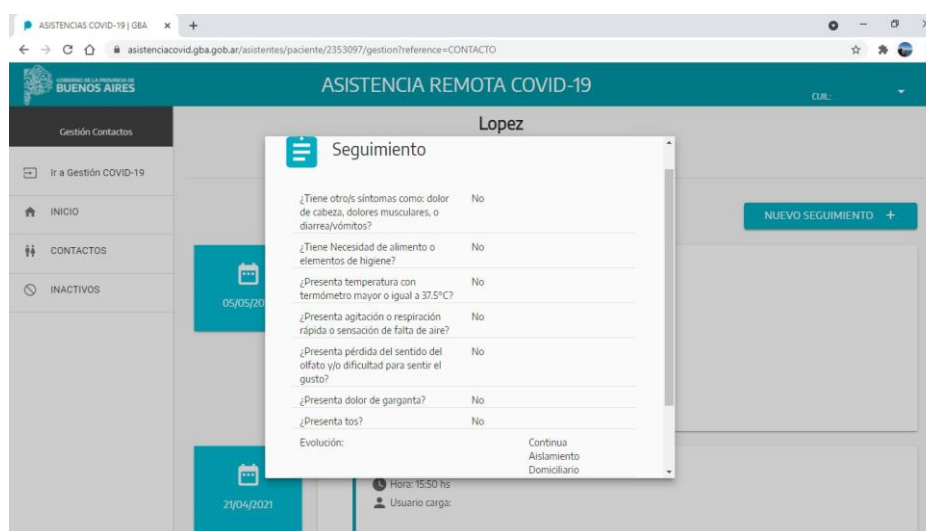 ASISTENCIAS COVID-19 | GBA
asistenciacovid.gba.gob.ar/asistentes/paciente/2353097/gestion?reference=CONTACTO
GOBIERNO DE LA PROVINCIA DE
BUENOS AIRES
ASISTENCIA REMOTA COVID-19
CUIL:
Gestión Contactos
Ir a Gestión COVID-19
INICIO
CONTACTOS
INACTIVOS
Lopez
NUEVO SEGUIMIENTO +
05/05/20
Seguimiento
¿Tiene otro/s síntomas como: dolor
de cabeza, dolores musculares, o
diarrea/vómitos?
No
¿Tiene Necesidad de alimento o
elementos de higiene?
No
¿Presenta temperatura con
termómetro mayor o igual a 37.5°C?
No
¿Presenta agitación o respiración
rápida o sensación de falta de aire?
No
¿Presenta pérdida del sentido del
olfato y/o dificultad para sentir el
gusto?
No
¿Presenta dolor de garganta?
No
¿Presenta tos?
No
Evolución:
Continua
Aislamiento
Domiciliario
21/04/2021
Hora: 15:50 hs
Usuario carga: